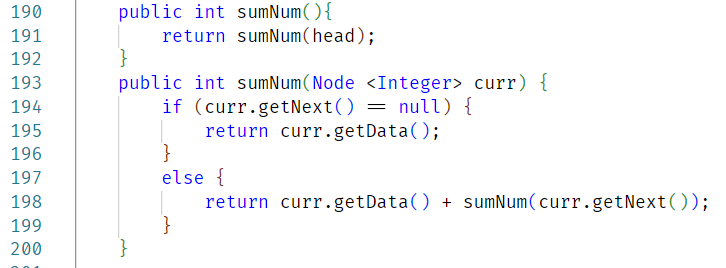 190 public int sumNum(){
191 return sumNum(head);
192 }
193 public int sumNum(Node <Integer> curr) {
194 if (curr.getNext() == null) {
195 return curr.getData();
196 }
197 else {
198 return curr.getData() + sumNum(curr.getNext());
199 }
200 }